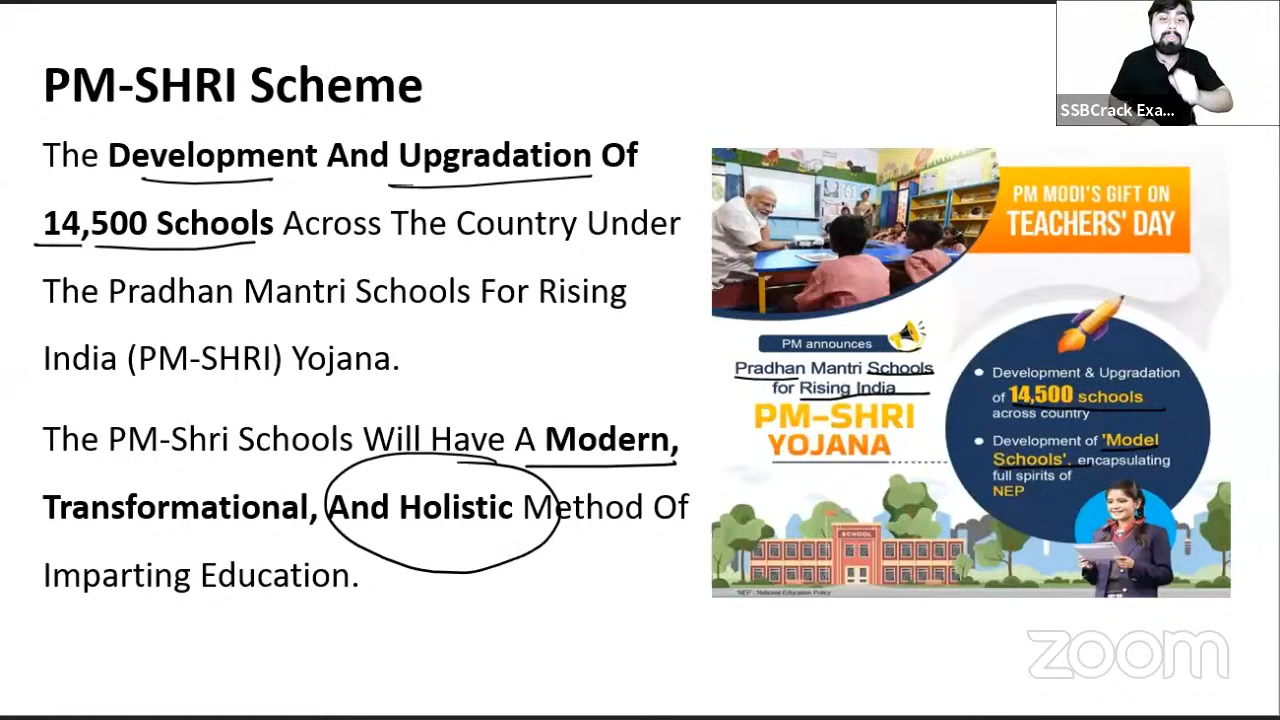 PM-SHRI Scheme
The Development And Upgradation Of
14,500 Schools Across The Country Under
The Pradhan Mantri Schools For Rising
India (PM-SHRI) Yojana.
The PM-Shri Schools Will Have A Modern,
Transformational, And Holistic Method Of
Imparting Education.
SSBCrack Exa...
PM MODI'S GIFT ON
TEACHERS' DAY
PM announces
Pradhan Mantri Schools
for Rising India
PM-SHRI
YOJANA
Development & Upgradation
of 14,500 schools
across country
Development of 'Model
Schools'. encapsulating
full spirits of
NEP
SCHOOL
'NEP : National Education Policy
zoom